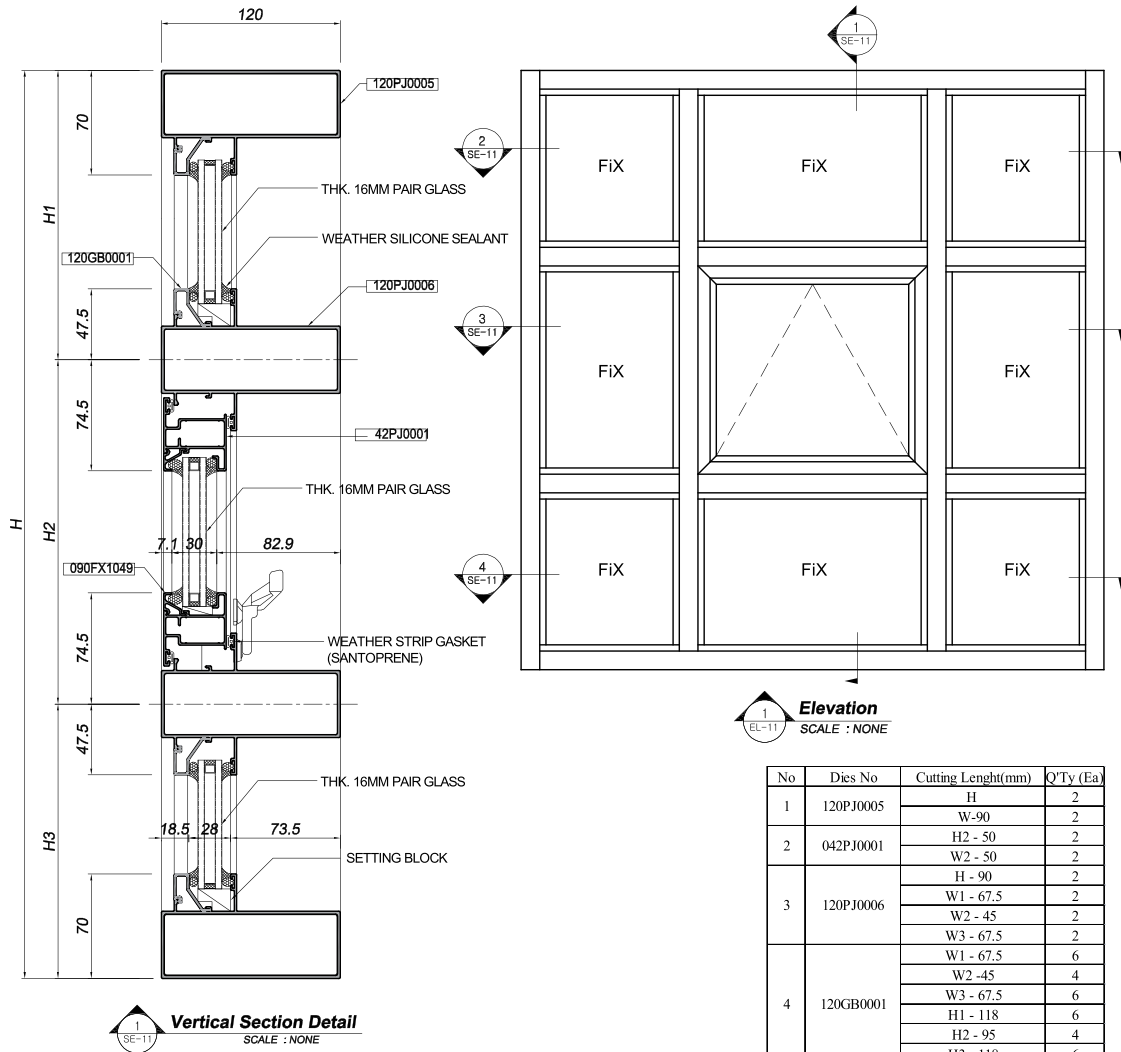 120
120PJ0005
70
THK. 16MM PAIR GLASS
H1
WEATHER SILICONE SEALANT
120GB0001
120PJ0006
47.5
74.5
42PJ0001
THK. 16MM PAIR GLASS
H
H2
7.1 30 82.9
090FX1049
74.5
WEATHER STRIP GASKET
(SANTOPRENE)
47.5
THK. 16MM PAIR GLASS
18.5 28 73.5
H3
SETTING BLOCK
70
1
SE-11
Vertical Section Detail
SCALE : NONE
1
SE-11
2
SE-11
FiX FiX FiX
3
SE-11
FiX FiX
4
SE-11
FiX FiX FiX
1
EL-11
Elevation
SCALE : NONE
No Dies No Cutting Lenght(mm) Q'Ty (Ea)
1 120PJ0005 H 2
W-90 2
2 042PJ0001 H2 - 50 2
W2 - 50 2
3 120PJ0006 H - 90 2
W1 - 67.5 2
W2 - 45 2
W3 - 67.5 2
4 120GB0001 W1 - 67.5 6
W2 -45 4
W3 - 67.5 6
H1 - 118 6
H2 - 95 4